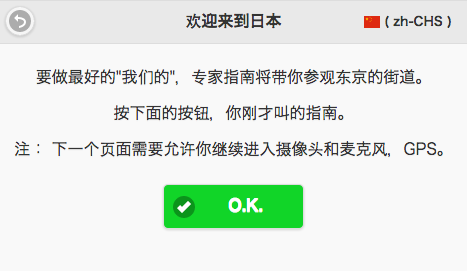 欢迎来到日本
( zh-CHS )
要做最好的"我们的"，专家指南将带你参观东京的街道。
按下面的按钮，你刚才叫的指南。
注： 下一个页面需要允许你继续进入摄像头和麦克风，GPS。
O.K.